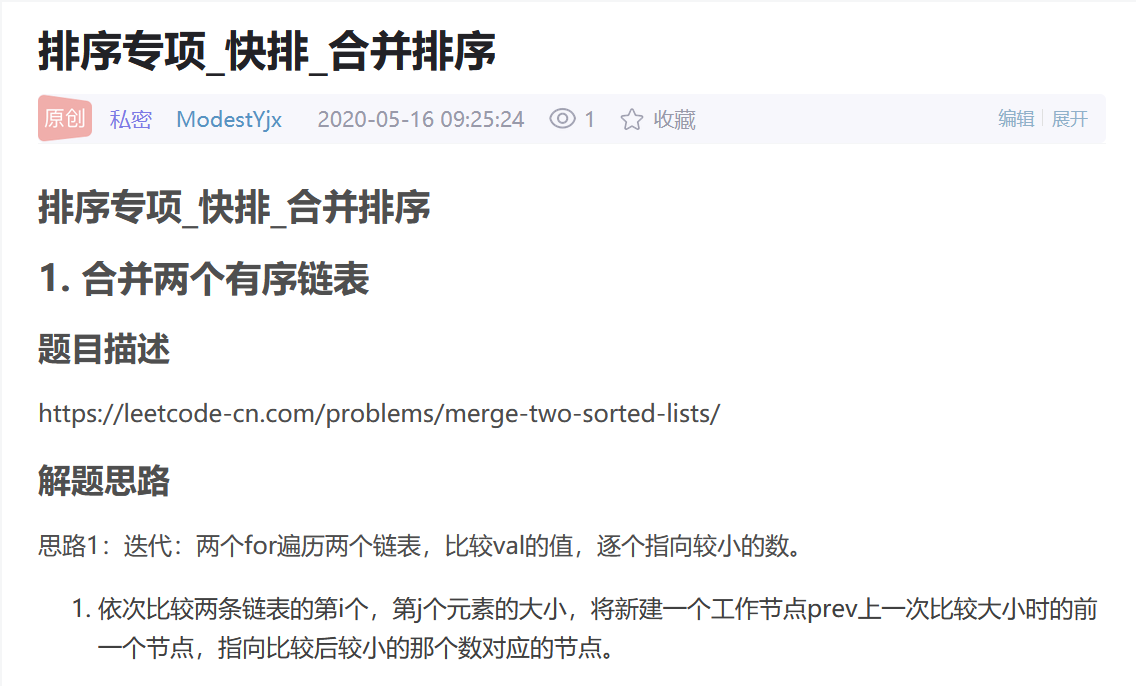 排序专项_快排_合并排序
原创 私密 ModestYjx 2020-05-16 09:25:24 1 收藏 编辑 展开
排序专项_快排_合并排序
1. 合并两个有序链表
题目描述
https://leetcode-cn.com/problems/merge-two-sorted-lists/
解题思路
思路1：迭代：两个for遍历两个链表，比较val的值，逐个指向较小的数。
1. 依次比较两条链表的第i个，第j个元素的大小，将新建一个工作节点prev上一次比较大小时的前
一个节点，指向比较后较小的那个数对应的节点。